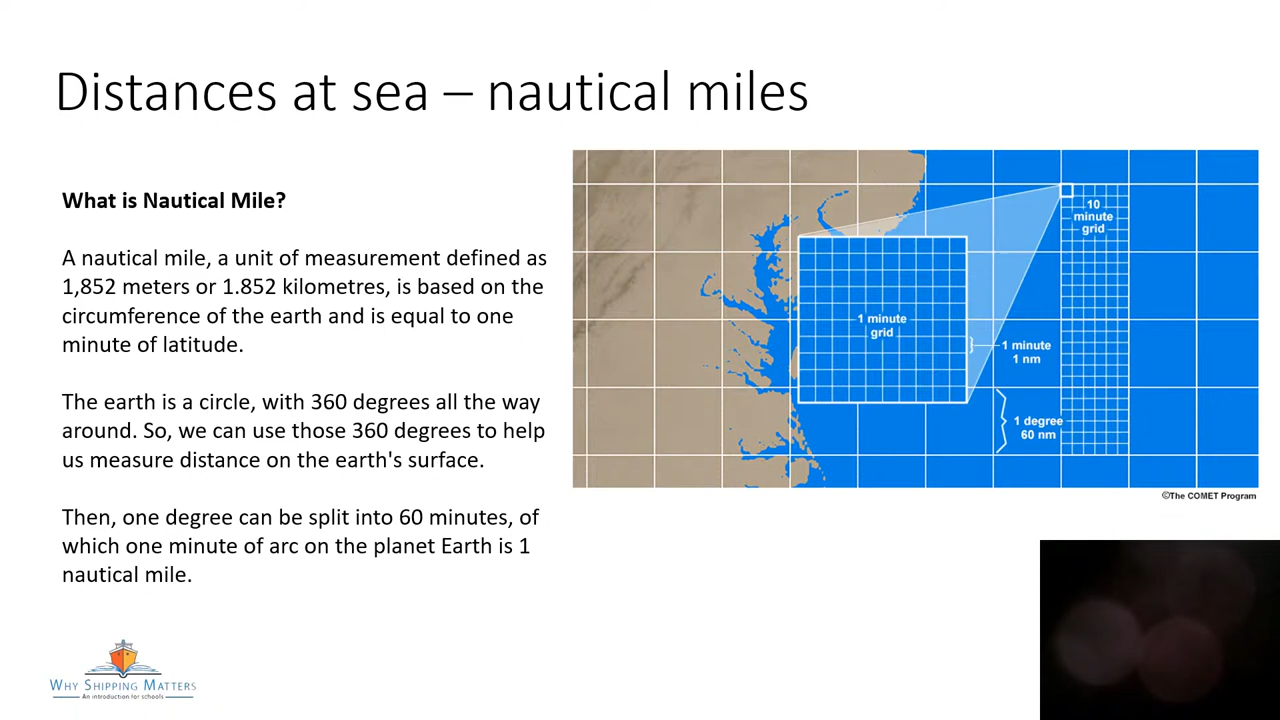 Distances at sea – nautical miles
What is Nautical Mile?
A nautical mile, a unit of measurement defined as
1,852 meters or 1.852 kilometres, is based on the
circumference of the earth and is equal to one
minute of latitude.
The earth is a circle, with 360 degrees all the way
around. So, we can use those 360 degrees to help
us measure distance on the earth's surface.
Then, one degree can be split into 60 minutes, of
which one minute of arc on the planet Earth is 1
nautical mile.
10
minute
grid
1 minute
grid
1 minute
1 nm
1 degree
60 nm
©The COMET Program
WHY SHIPPING MATTERS
An introduction for schools